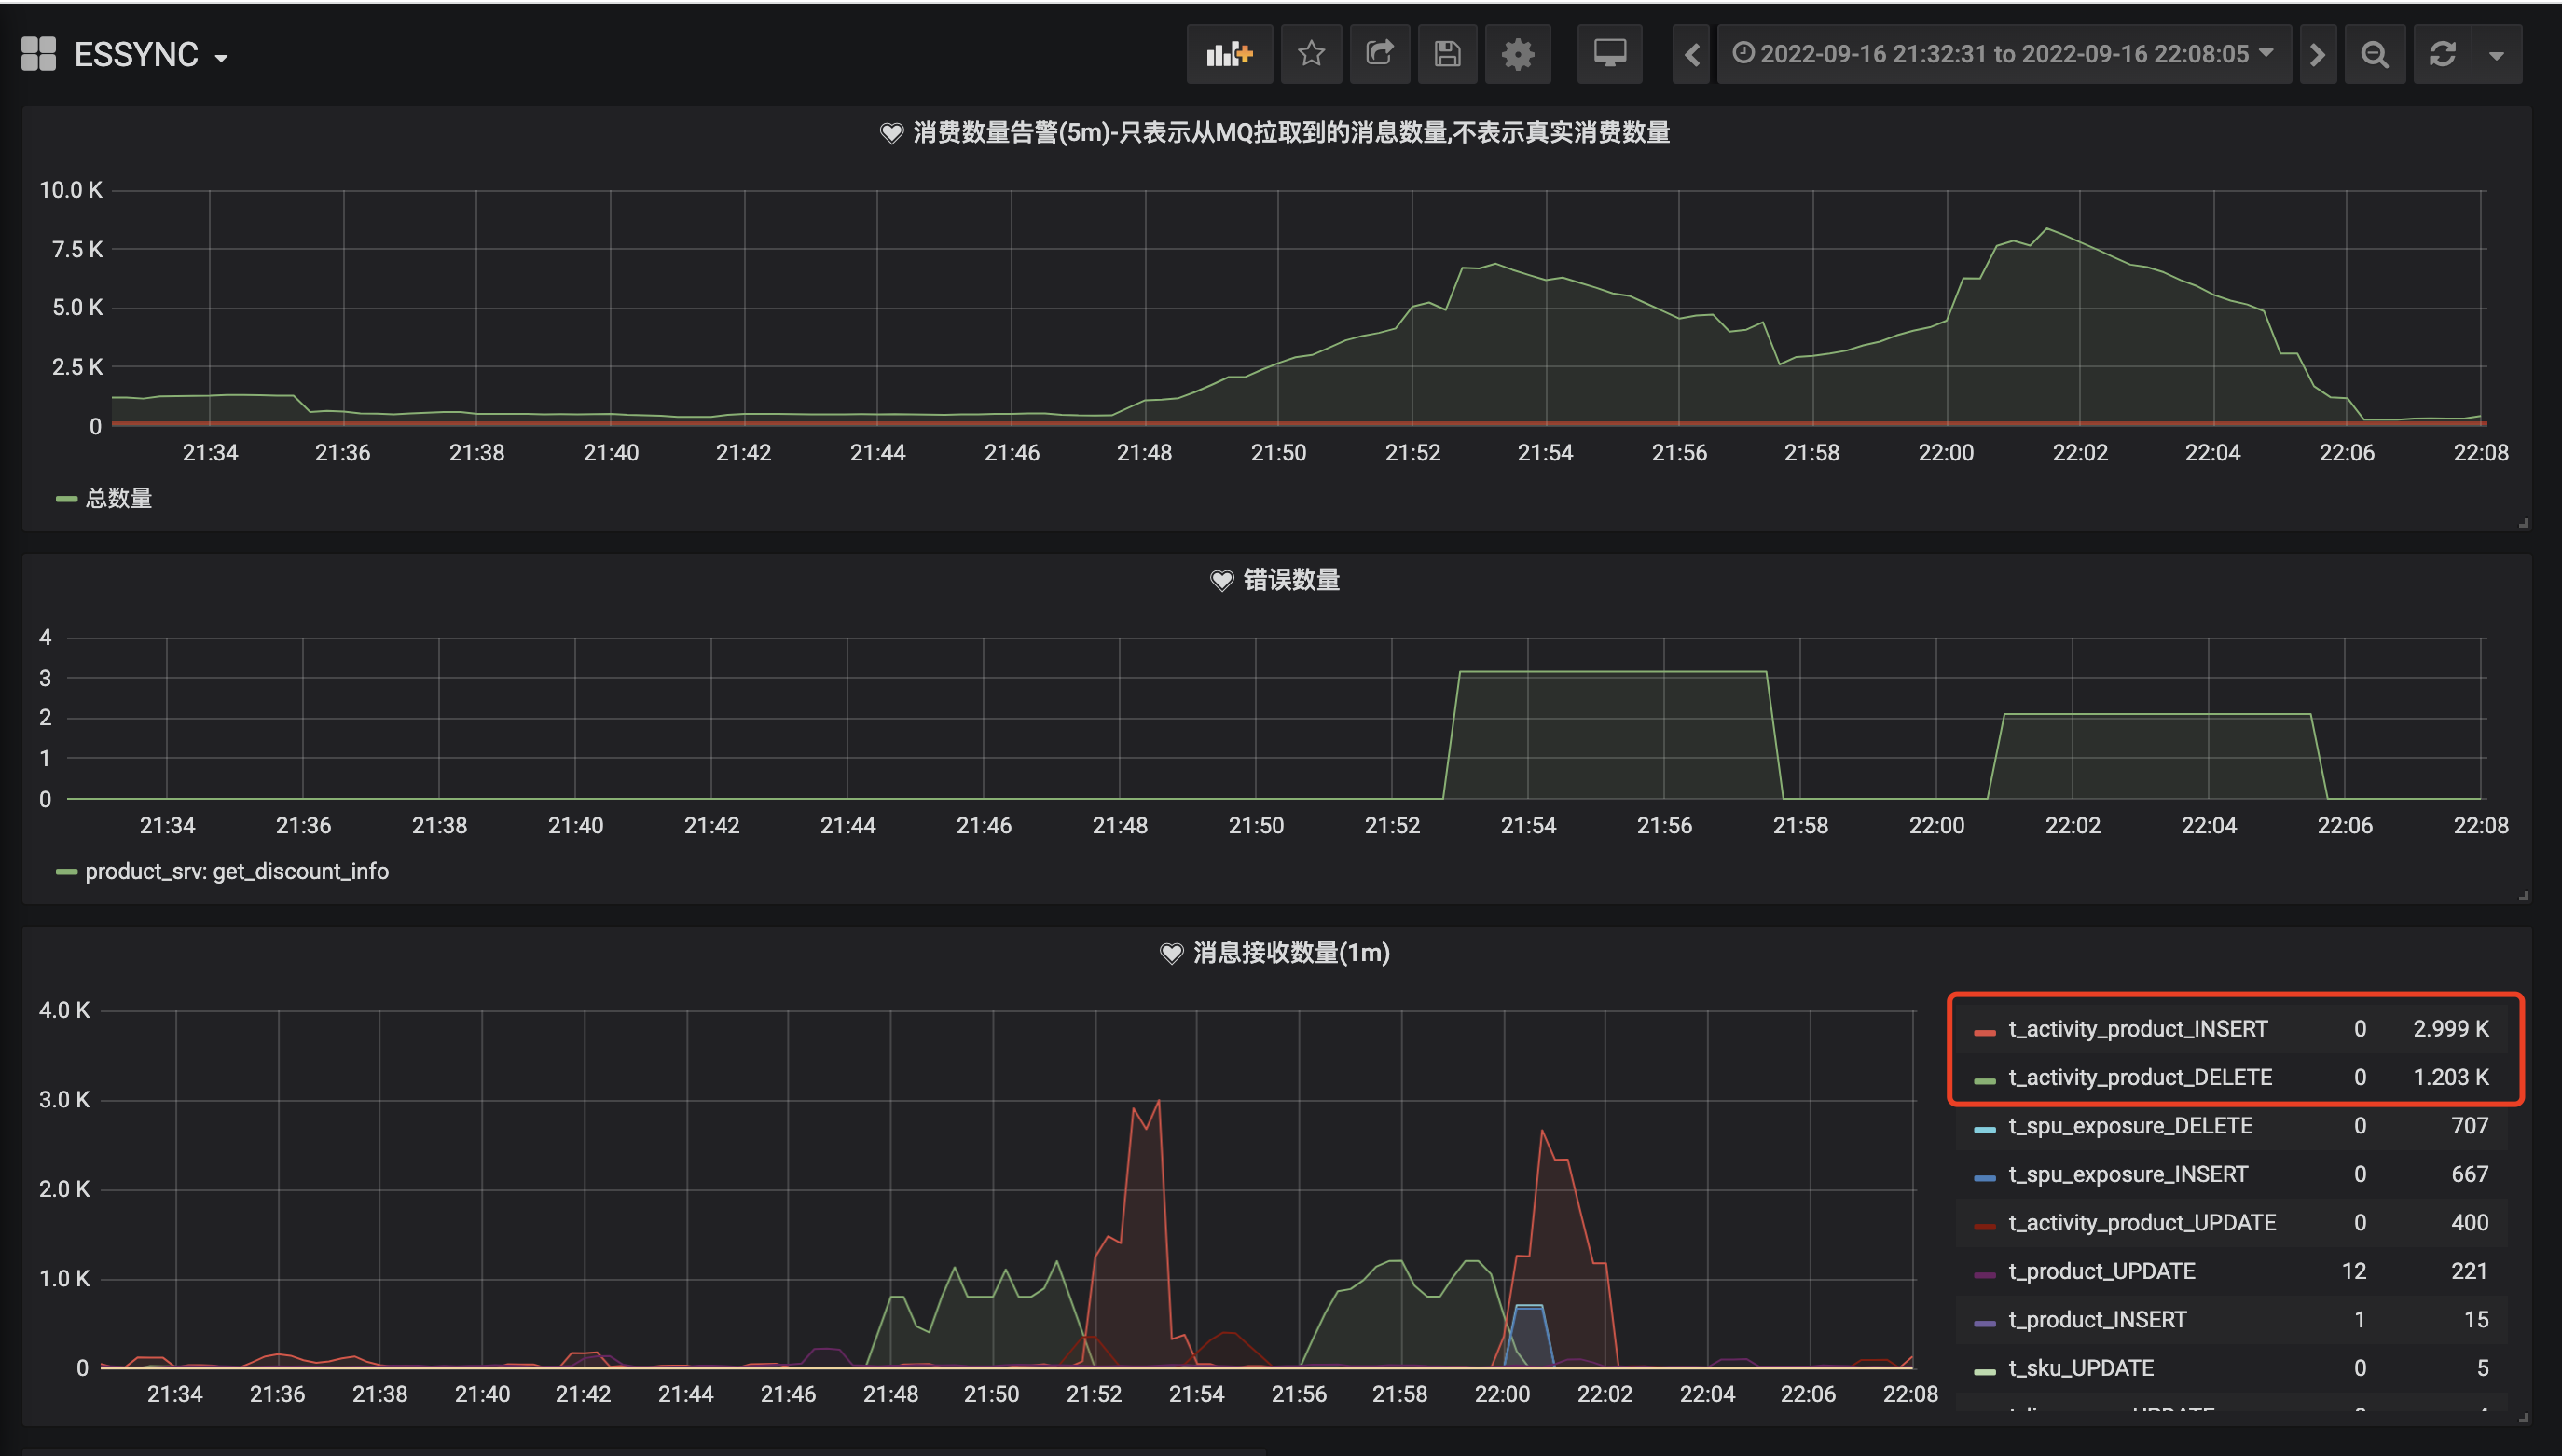 ESSYNC
2022-09-16 21:32:31 to 2022-09-16 22:08:05
消费数量告警(5m)-只表示从MQ拉取到的消息数量,不表示真实消费数量
10.0 K
7.5 K
5.0 K
2.5 K
0
21:34 21:36 21:38 21:40 21:42 21:44 21:46 21:48 21:50 21:52 21:54 21:56 21:58 22:00 22:02 22:04 22:06 22:08
总数量
错误数量
4
3
2
1
0
21:34 21:36 21:38 21:40 21:42 21:44 21:46 21:48 21:50 21:52 21:54 21:56 21:58 22:00 22:02 22:04 22:06 22:08
product_srv: get_discount_info
消息接收数量(1m)
4.0 K
3.0 K
2.0 K
1.0 K
0
21:34 21:36 21:38 21:40 21:42 21:44 21:46 21:48 21:50 21:52 21:54 21:56 21:58 22:00 22:02 22:04 22:06 22:08
t_activity_product_INSERT 0 2.999 K
t_activity_product_DELETE 0 1.203 K
t_spu_exposure_DELETE 0 707
t_spu_exposure_INSERT 0 667
t_activity_product_UPDATE 0 400
t_product_UPDATE 12 221
t_product_INSERT 1 15
t_sku_UPDATE 0 5